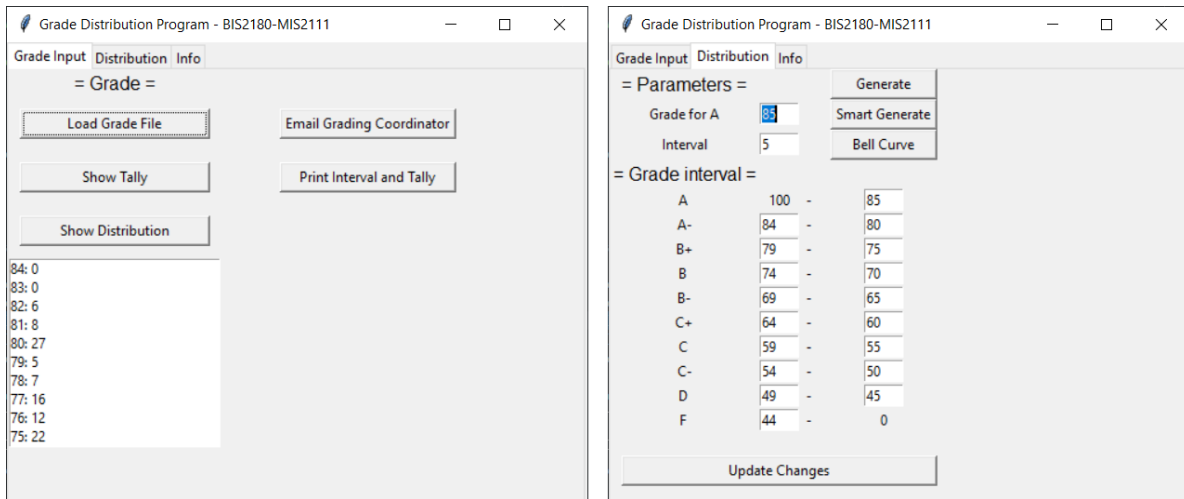 Grade Distribution Program - BIS2180-MIS2111
Grade Input Distribution Info
= Grade =
Load Grade File Email Grading Coordinator
Show Tally Print Interval and Tally
Show Distribution
84: 0
83: 0
82: 6
81: 8
80: 27
79: 5
78: 7
77: 16
76: 12
75: 22
Grade Distribution Program - BIS2180-MIS2111
Grade Input Distribution Info
= Parameters = Generate
Grade for A 85 Smart Generate
Interval 5 Bell Curve
= Grade interval =
A 100 - 85
A- 84 - 80
B+ 79 - 75
B 74 - 70
B- 69 - 65
C+ 64 - 60
C 59 - 55
C- 54 - 50
D 49 - 45
F 44 - 0
Update Changes